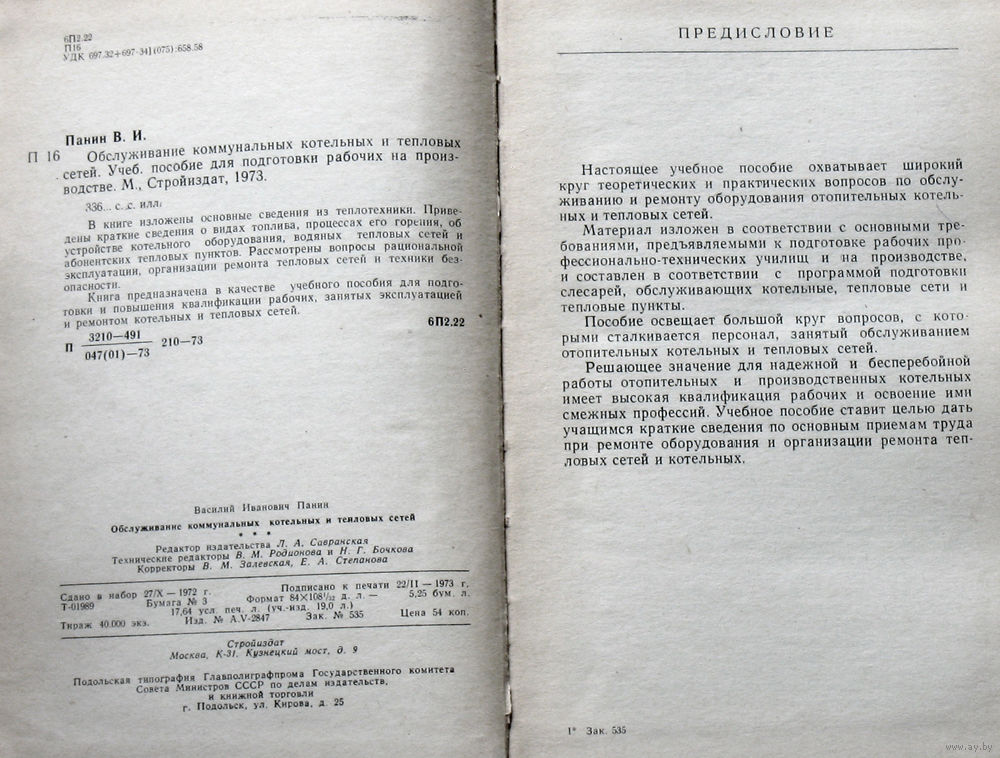 6П2.22
П16
УДК 697.32+697-34](075):658.58
Панин В. И.
П 16 Обслуживание коммунальных котельных и тепловых
сетей. Учеб. пособие для подготовки рабочих на произ-
водстве. М., Стройиздат, 1973.
336... с. с. илл.
В книге изложены основные сведения из теплотехники. Приве-
дены краткие сведения о видах топлива, процессах его горения, об
устройстве котельного оборудования, водяных тепловых сетей и
абонентских тепловых пунктов. Рассмотрены вопросы рациональной
эксплуатации, организации ремонта тепловых сетей и техники без-
опасности.
Книга предназначена в качестве учебного пособия для подго-
товки и повышения квалификации рабочих, занятых эксплуатацией
и ремонтом котельных и тепловых сетей.
П 3210—491
047(01)—73 210—73
6П2.22
Василий Иванович Панин
Обслуживание коммунальных котельных и тепловых сетей
* * *
Редактор издательства Л. А. Савранская
Технические редакторы В. М. Родионова и Н. Г. Бочкова
Корректоры В. М. Залевская, Е. А. Степанова
Сдано в набор 27/X — 1972 г. Подписано к печати 22/II — 1973 г.
Т-01989 Бумага № 3 Формат 84×108¹/₃₂ д. л. — 5,25 бум. л.
17,64 усл. печ. л. (уч.-изд. 19,0 л.)
Тираж 40.000 экз. Изд. № А.V-2847 Зак. № 535 Цена 54 коп.
Стройиздат
Москва, К-31. Кузнецкий мост, д. 9
Подольская типография Главполиграфпрома Государственного комитета
Совета Министров СССР по делам издательств,
и книжной торговли
г. Подольск, ул. Кирова, д. 25
ПРЕДИСЛОВИЕ
Настоящее учебное пособие охватывает широкий
круг теоретических и практических вопросов по обслу-
живанию и ремонту оборудования отопительных котель-
ных и тепловых сетей.
Материал изложен в соответствии с основными тре-
бованиями, предъявляемыми к подготовке рабочих про-
фессионально-технических училищ и на производстве,
и составлен в соответствии с программой подготовки
слесарей, обслуживающих котельные, тепловые сети и
тепловые пункты.
Пособие освещает большой круг вопросов, с кото-
рыми сталкивается персонал, занятый обслуживанием
отопительных котельных и тепловых сетей.
Решающее значение для надежной и бесперебойной
работы отопительных и производственных котельных
имеет высокая квалификация рабочих и освоение ими
смежных профессий. Учебное пособие ставит целью дать
учащимся краткие сведения по основным приемам труда
при ремонте оборудования и организации ремонта теп-
ловых сетей и котельных.
1* Зак. 535
www.ay.by